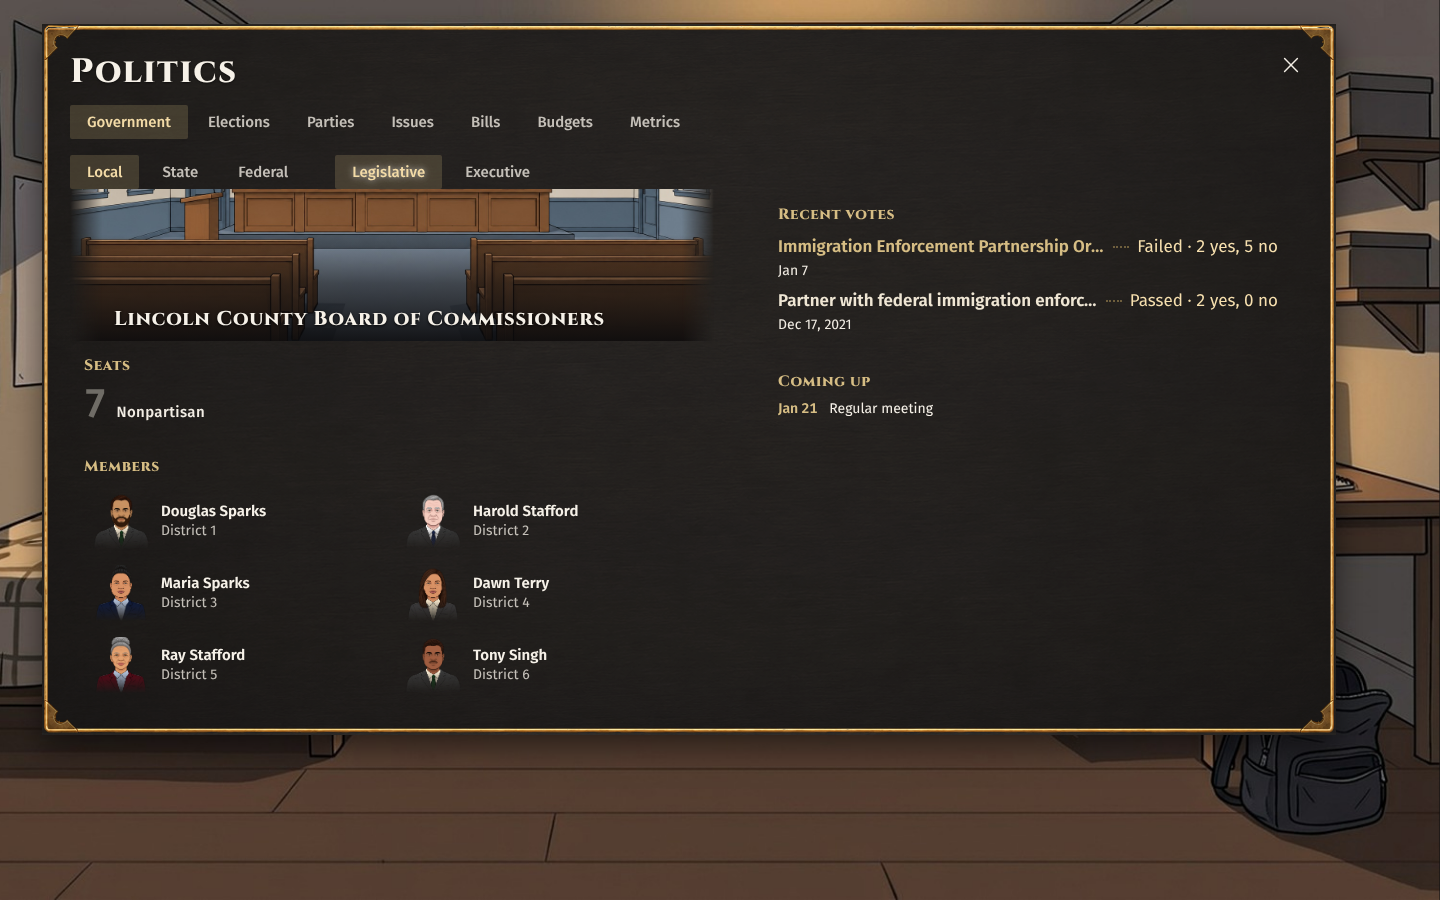 Politics
Government Elections Parties Issues Bills Budgets Metrics
Local State Federal Legislative Executive
Lincoln County Board of Commissioners
Seats
7 Nonpartisan
Members
Douglas Sparks
District 1
Harold Stafford
District 2
Maria Sparks
District 3
Dawn Terry
District 4
Ray Stafford
District 5
Tony Singh
District 6
Recent votes
Immigration Enforcement Partnership Or... Failed · 2 yes, 5 no
Jan 7
Partner with federal immigration enforc... Passed · 2 yes, 0 no
Dec 17, 2021
Coming up
Jan 21 Regular meeting